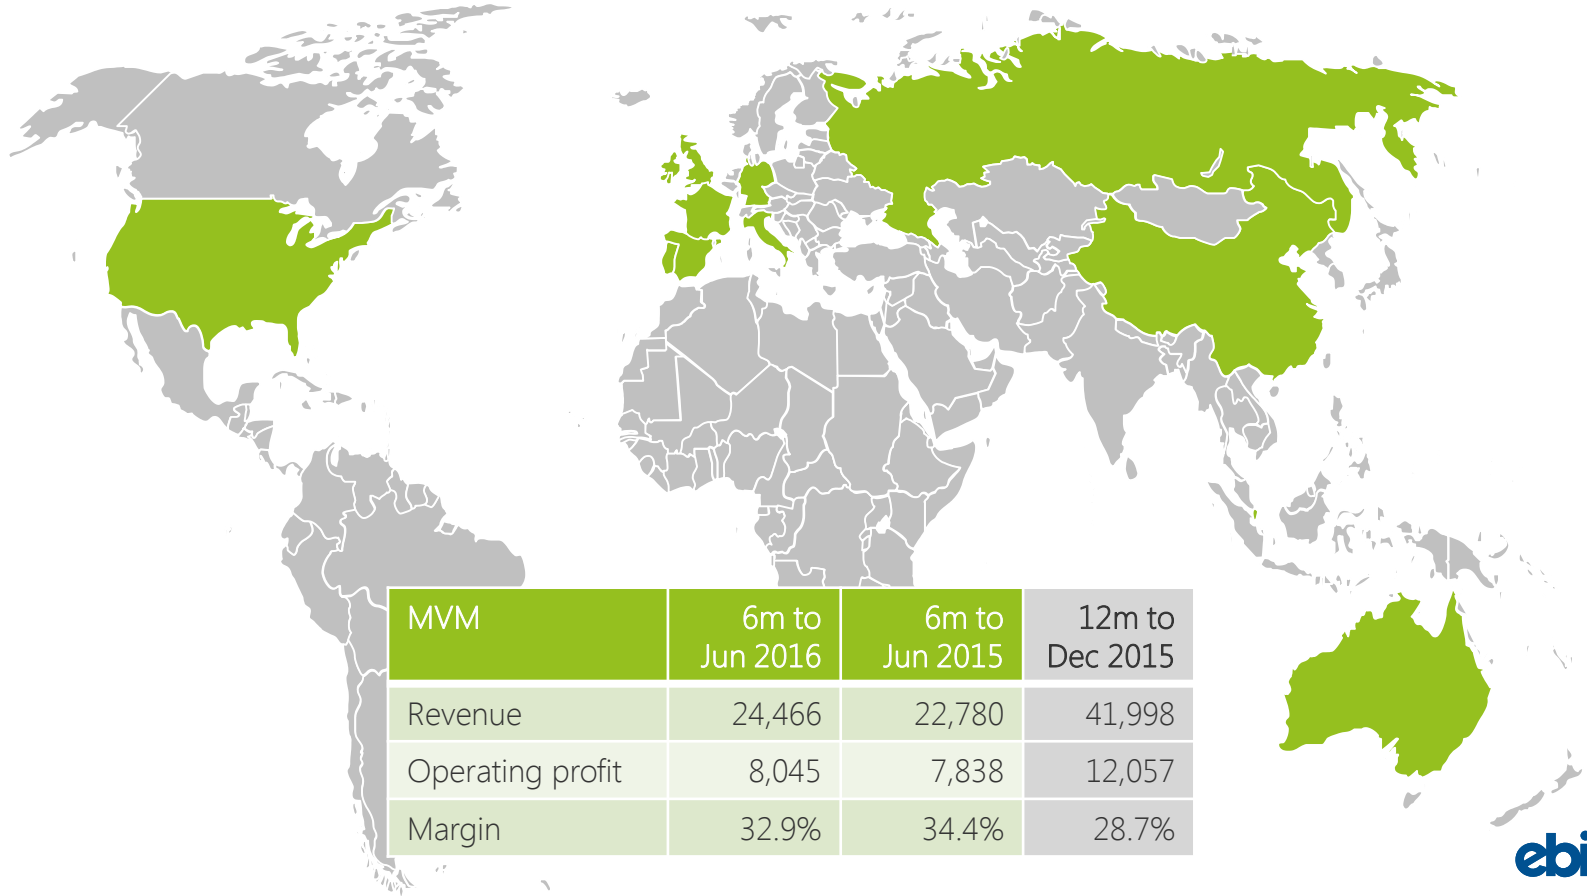 MVM 6m to Jun 2016 6m to Jun 2015 12m to Dec 2015
Revenue 24,466 22,780 41,998
Operating profit 8,045 7,838 12,057
Margin 32.9% 34.4% 28.7%
ebi